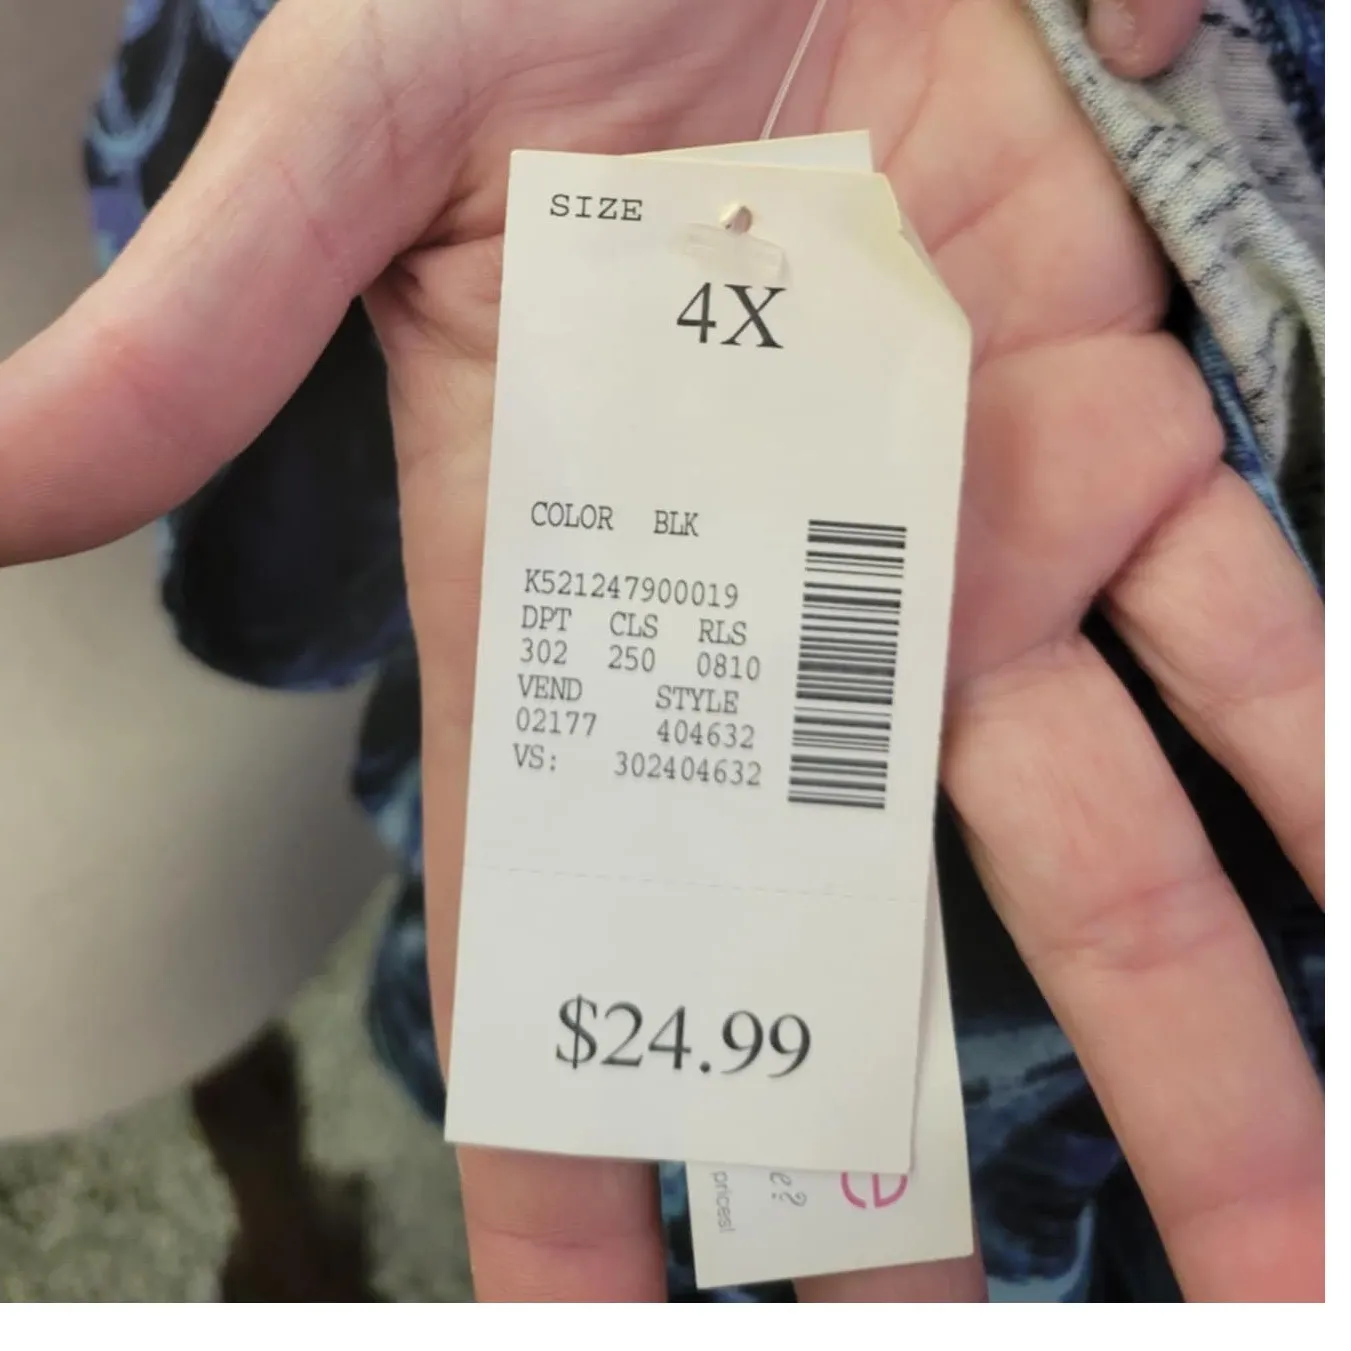 SIZE
4X
COLOR BLK
K521247900019
DPT CLS RLS
302 250 0810
VEND STYLE
02177 404632
VS: 302404632
$24.99
e
e?
prices!